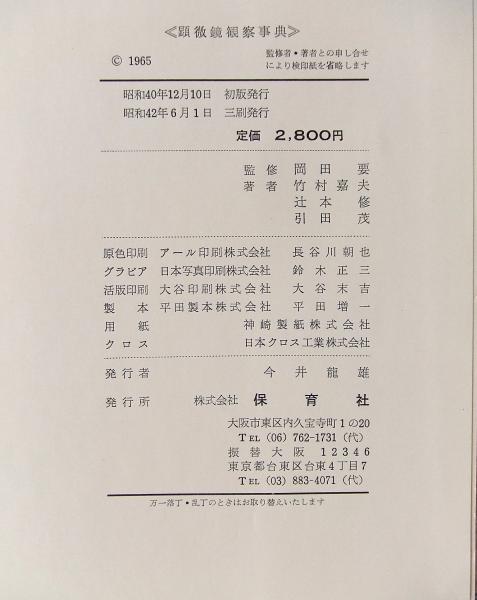 ≪顕微鏡観察事典≫
© 1965
監修者・著者との申し合せ
により検印紙を省略します
昭和40年12月10日 初版発行
昭和42年6月1日 三刷発行
定価 2,800円
監修 岡田要
著者 竹村嘉夫
辻本修
引田茂
原色印刷 アール印刷株式会社 長谷川朝也
グラビア 日本写真印刷株式会社 鈴木正三
活版印刷 大谷印刷株式会社 大谷末吉
製本 平田製本株式会社 平田増一
用紙 神崎製紙株式会社
クロス 日本クロス工業株式会社
発行者 今井龍雄
発行所 株式会社 保育社
大阪市東区内久宝寺町1の20
TEL (06) 762-1731 (代)
振替大阪 12346
東京都台東区台東4丁目7
TEL (03) 883-4071 (代)
万一落丁・乱丁のときはお取り替えいたします